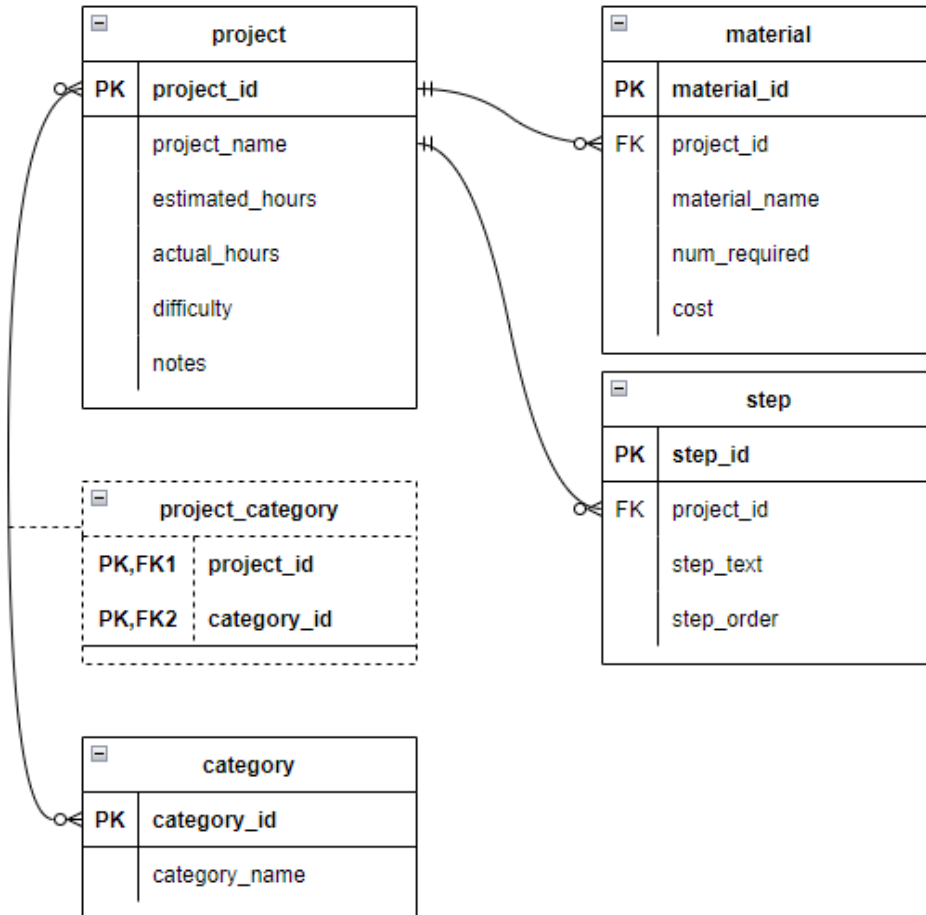 project
PK project_id
project_name
estimated_hours
actual_hours
difficulty
notes
material
PK material_id
FK project_id
material_name
num_required
cost
step
PK step_id
FK project_id
step_text
step_order
project_category
PK,FK1 project_id
PK,FK2 category_id
category
PK category_id
category_name